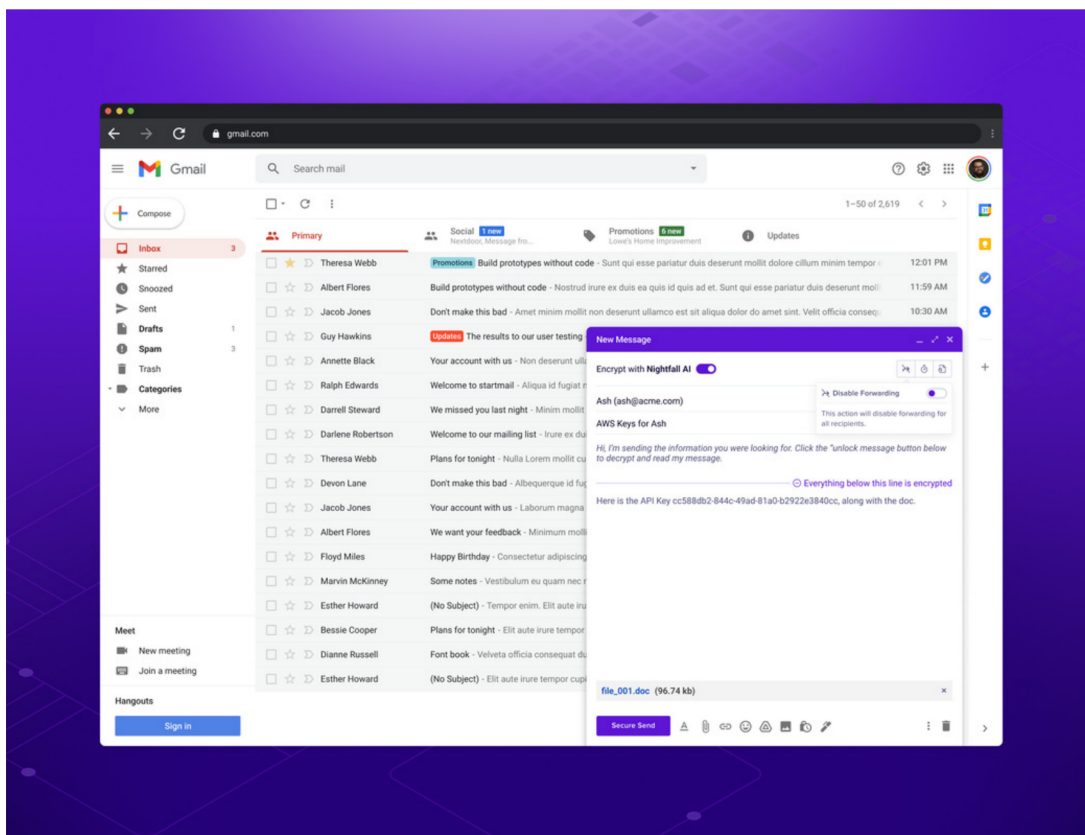 gmail.com
Gmail
Search mail
Compose
1–50 of 2,619
Inbox 3
Starred
Snoozed
Sent
Drafts 1
Spam 3
Trash
Categories
More
Primary
Social 1 new
Nextdoor, Message fro...
Promotions 6 new
Lowe's Home Improvement
Updates
Theresa Webb Promotions Build prototypes without code - Sunt qui esse pariatur duis deserunt mollit dolore cillum minim tempor 12:01 PM
Albert Flores Build prototypes without code - Nostrud irure ex duis ea quis id quis ad et. Sunt qui esse pariatur duis deserunt moll 11:59 AM
Jacob Jones Don't make this bad - Amet minim mollit non deserunt ullamco est sit aliqua dolor do amet sint. Velit officia consequ 10:30 AM
Guy Hawkins Updates The results to our user testing -
Annette Black Your account with us - Non deserunt ulla
Ralph Edwards Welcome to startmail - Aliqua id fugiat
Darrell Steward We missed you last night - Minim mollit
Darlene Robertson Welcome to our mailing list - Irure ex du
Theresa Webb Plans for tonight - Nulla Lorem mollit cu
Devon Lane Don't make this bad - Albequerque id fug
Jacob Jones Your account with us - Laborum magna
Albert Flores We want your feedback - Minimum moll
Floyd Miles Happy Birthday - Consectetur adipiscing
Marvin McKinney Some notes - Vestibulum eu quam nec
Esther Howard (No Subject) - Tempor enim. Elit aute iru
Bessie Cooper Plans for tonight - Elit aute irure tempor
Dianne Russell Font book - Velveta officia consequat du
Esther Howard (No Subject) - Elit aute irure tempor cupi
Meet
New meeting
Join a meeting
Hangouts
Sign in
New Message
Encrypt with Nightfall AI
Disable Forwarding
This action will disable forwarding for
all recipients.
Ash (ash@acme.com)
AWS Keys for Ash
Hi, I'm sending the information you were looking for. Click the "unlock message button below
to decrypt and read my message.
Everything below this line is encrypted
Here is the API Key cc588db2-844c-49ad-81a0-b2922e3840cc, along with the doc.
file_001.doc (96.74 kb)
Secure Send